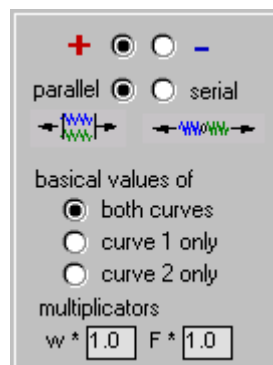 + -
parallel serial
basical values of
both curves
curve 1 only
curve 2 only
multiplicators
w * 1.0 F * 1.0